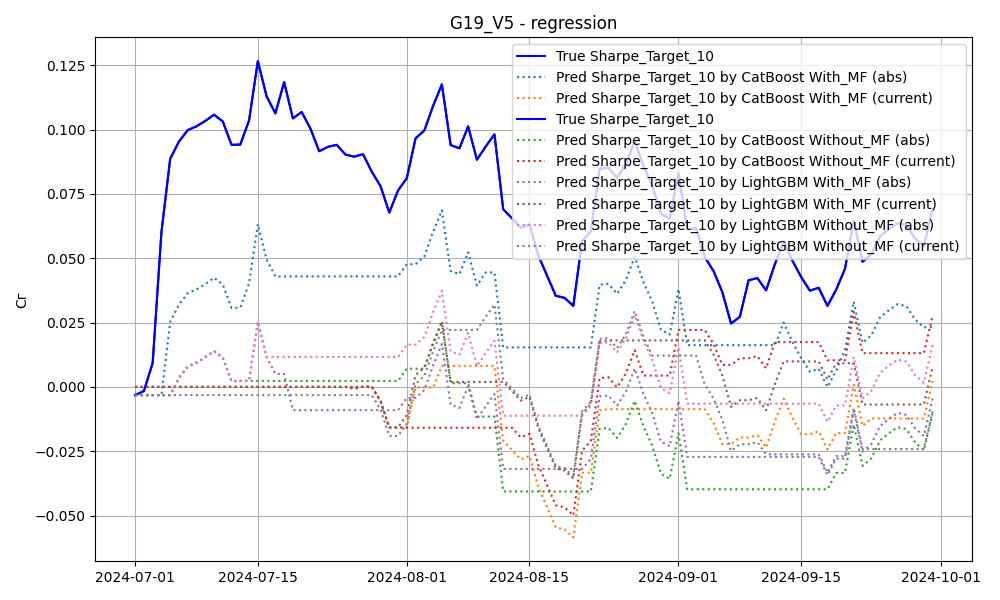 G19_V5 - regression
True Sharpe_Target_10
Pred Sharpe_Target_10 by CatBoost With_MF (abs)
Pred Sharpe_Target_10 by CatBoost With_MF (current)
True Sharpe_Target_10
Pred Sharpe_Target_10 by CatBoost Without_MF (abs)
Pred Sharpe_Target_10 by CatBoost Without_MF (current)
Pred Sharpe_Target_10 by LightGBM With_MF (abs)
Pred Sharpe_Target_10 by LightGBM With_MF (current)
Pred Sharpe_Target_10 by LightGBM Without_MF (abs)
Pred Sharpe_Target_10 by LightGBM Without_MF (current)
0.125
0.100
0.075
0.050
0.025
0.000
−0.025
−0.050
Cr
2024-07-01
2024-07-15
2024-08-01
2024-08-15
2024-09-01
2024-09-15
2024-10-01